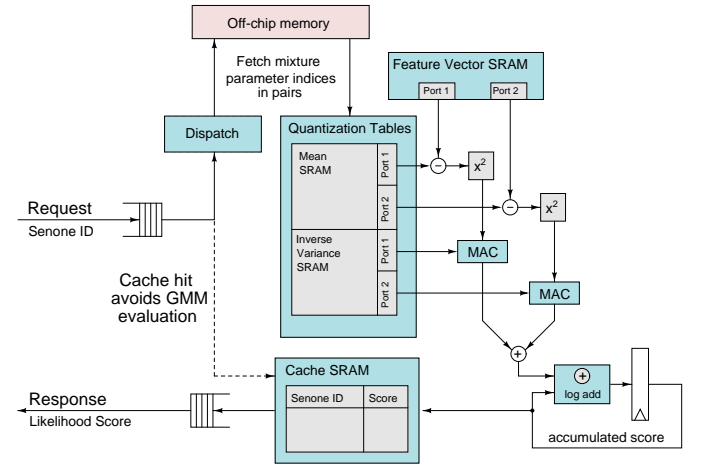 Off-chip memory
Fetch mixture
parameter indices
in pairs
Feature Vector SRAM
Port 1
Port 2
Dispatch
Quantization Tables
Mean
SRAM
Port 1
Port 2
Inverse
Variance
SRAM
Port 1
Port 2
−
x²
−
x²
MAC
MAC
Request
Senone ID
Cache hit
avoids GMM
evaluation
+
Cache SRAM
Senone ID
Score
+
log add
accumulated score
Response
Likelihood Score